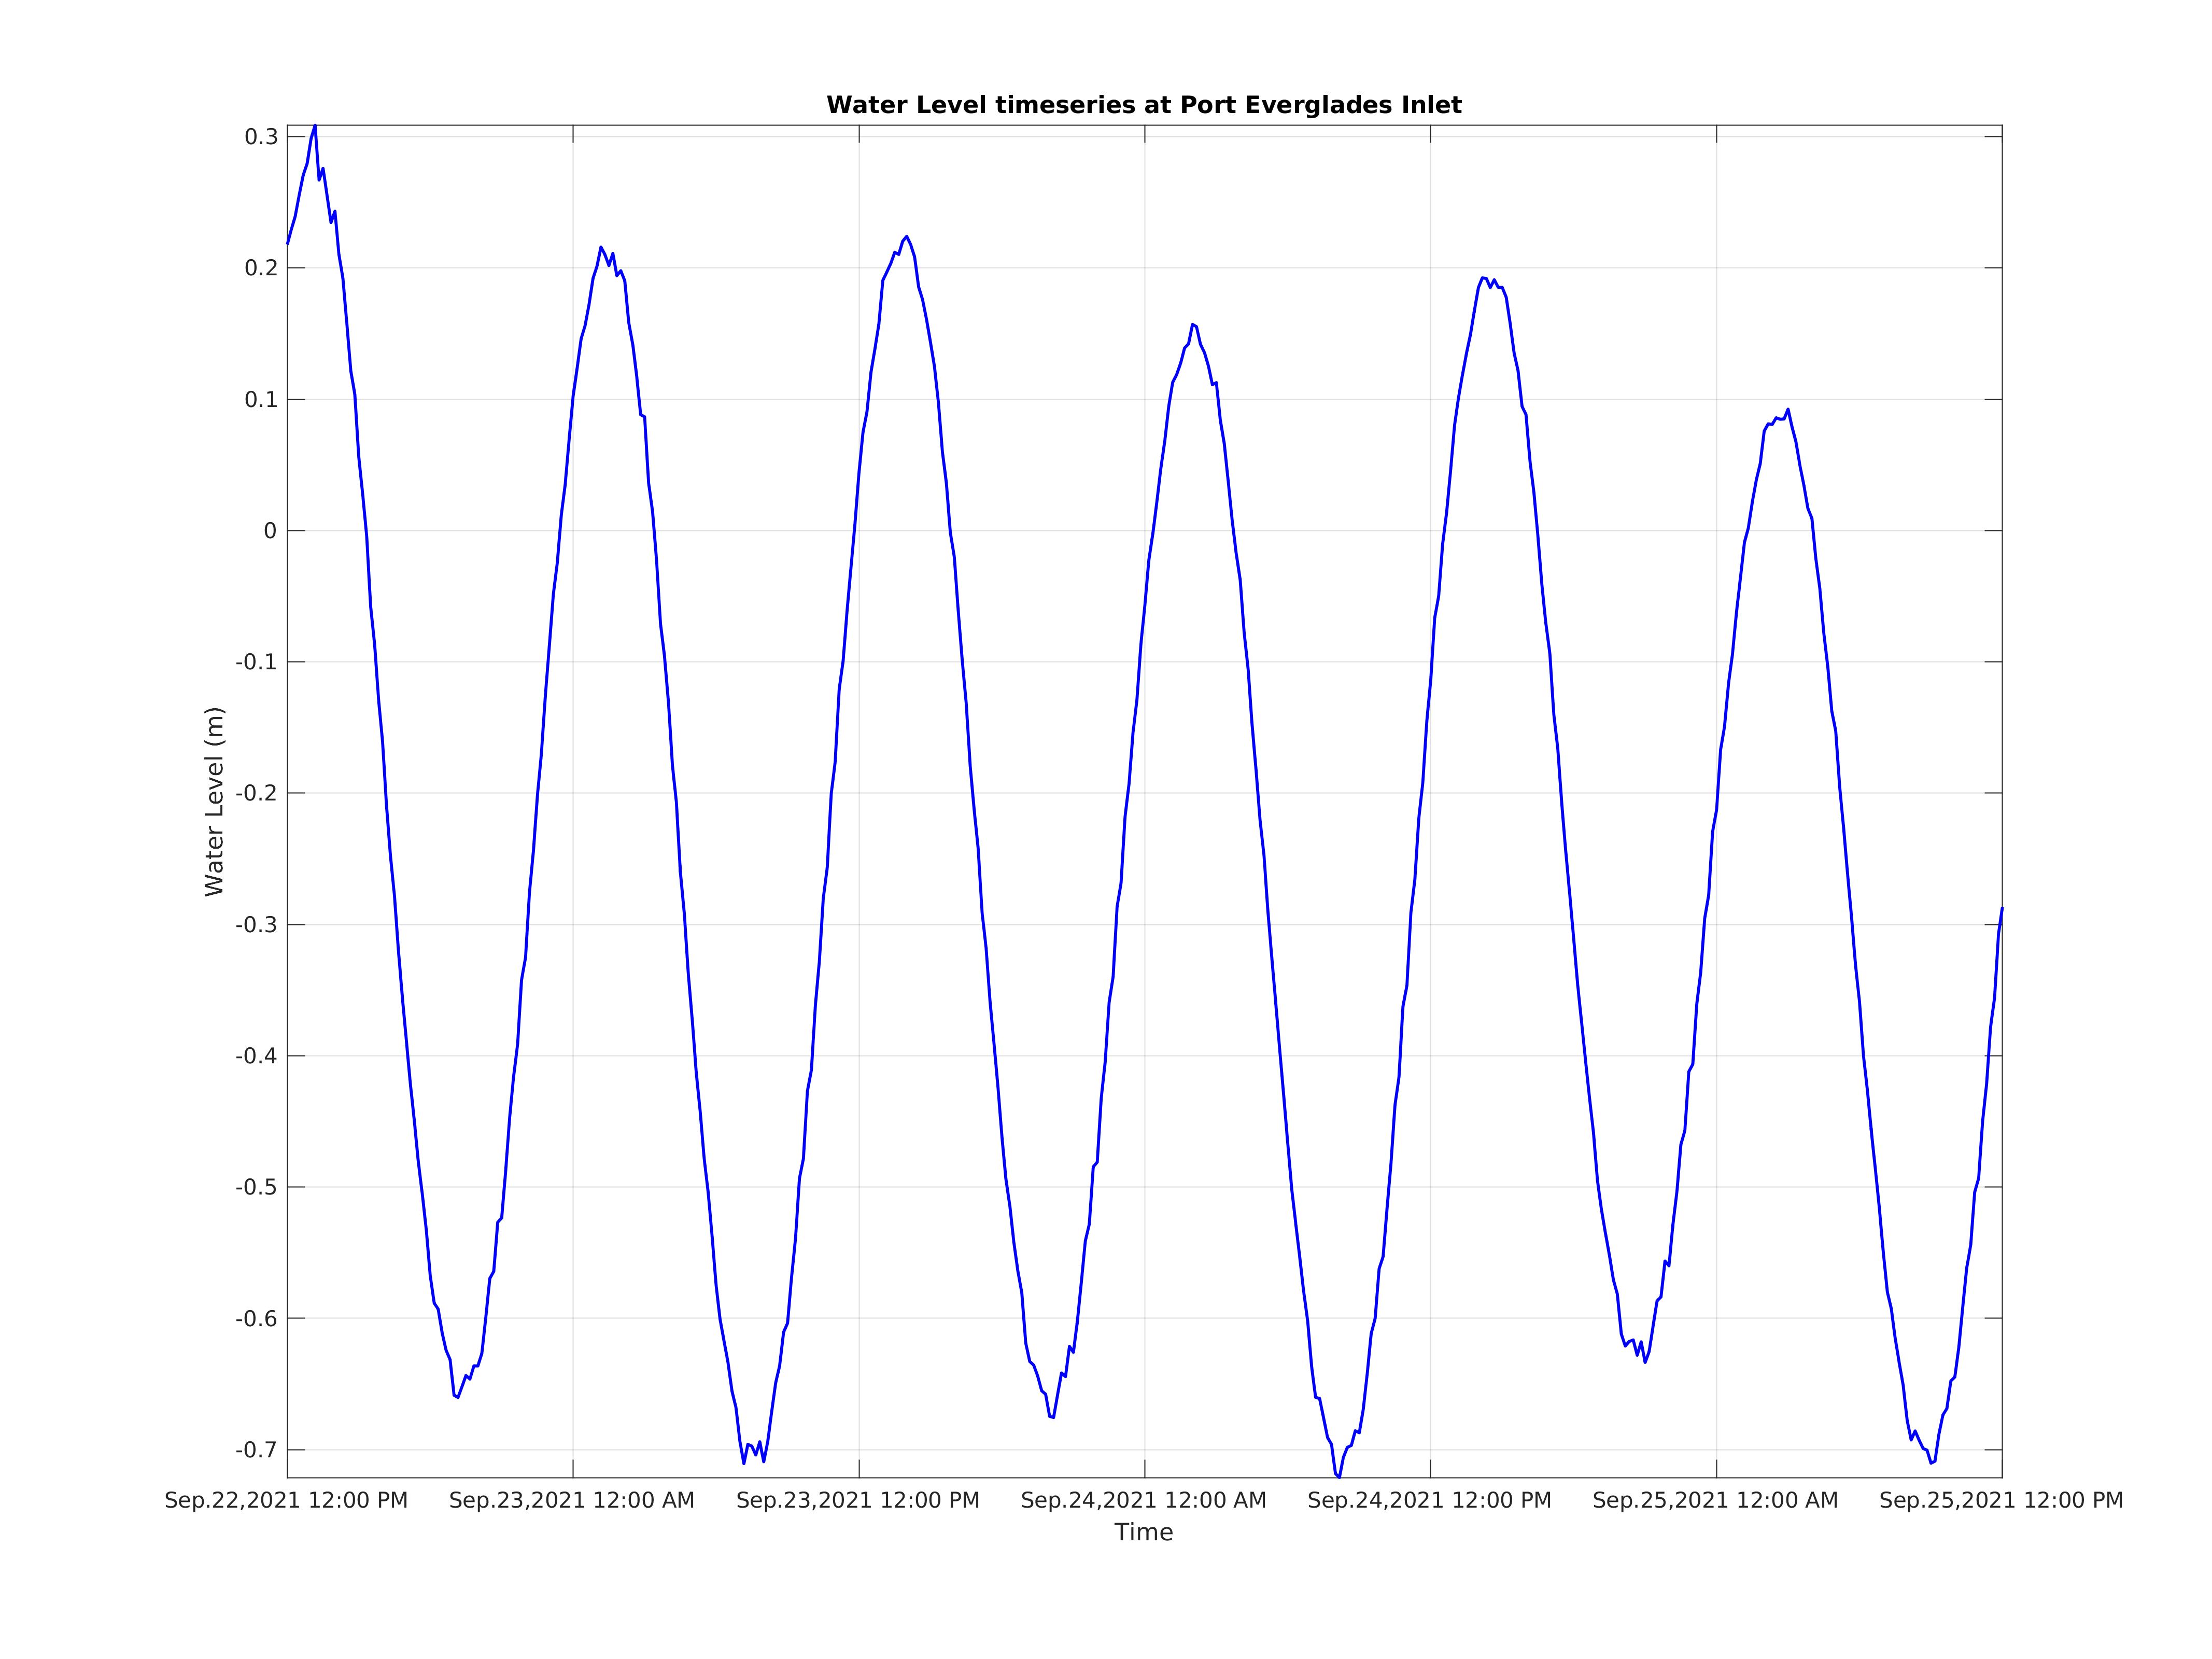 Water Level timeseries at Port Everglades Inlet
0.3
0.2
0.1
0
-0.1
-0.2
-0.3
-0.4
-0.5
-0.6
-0.7
Water Level (m)
Sep.22,2021 12:00 PM Sep.23,2021 12:00 AM Sep.23,2021 12:00 PM Sep.24,2021 12:00 AM Sep.24,2021 12:00 PM Sep.25,2021 12:00 AM Sep.25,2021 12:00 PM
Time